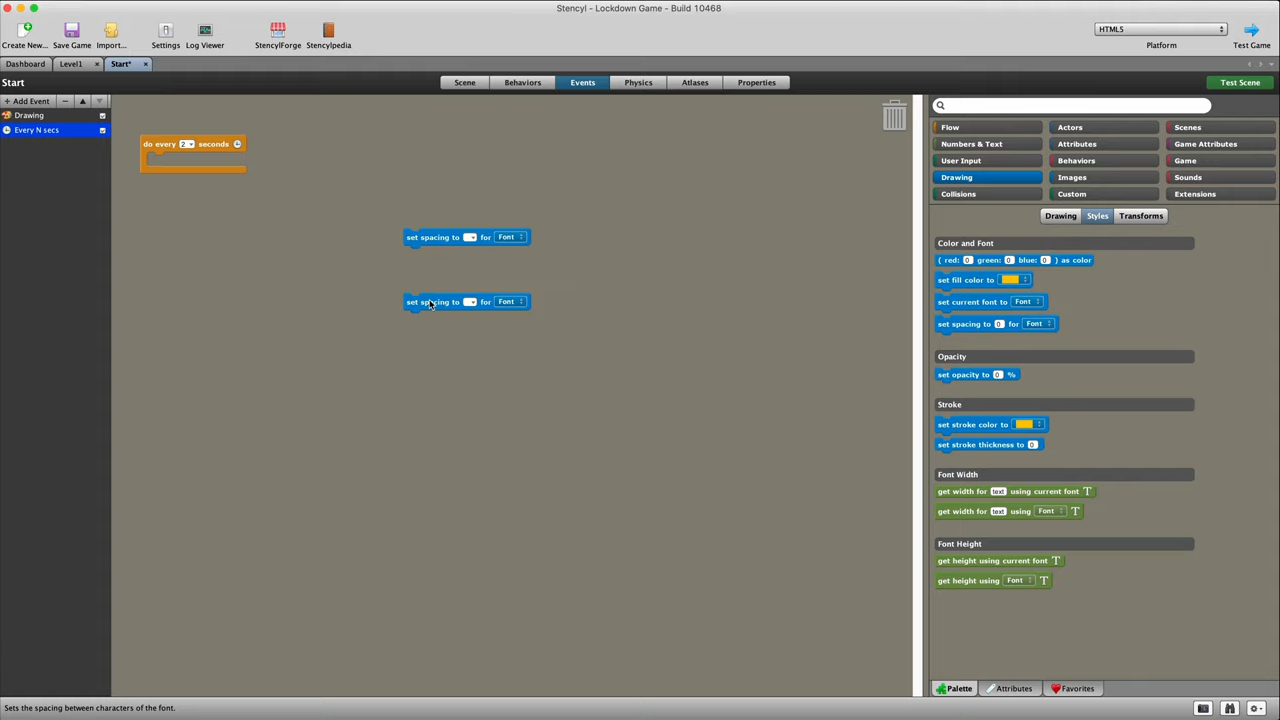 Stencyl - Lockdown Game - Build 10468
Create New... Save Game Import... Settings Log Viewer StencylForge Stencylpedia
HTML5
Platform
Test Game
Dashboard Level1 × Start* ×
Start
Scene Behaviors Events Physics Atlases Properties
Test Scene
+ Add Event
Drawing
Every N secs
do every 2 seconds
set spacing to for Font
set spacing to for Font
Flow Actors Scenes
Numbers & Text Attributes Game Attributes
User Input Behaviors Game
Drawing Images Sounds
Collisions Custom Extensions
Drawing Styles Transforms
Color and Font
( red: 0 green: 0 blue: 0 ) as color
set fill color to
set current font to Font
set spacing to 0 for Font
Opacity
set opacity to 0 %
Stroke
set stroke color to
set stroke thickness to 0
Font Width
get width for text using current font T
get width for text using Font T
Font Height
get height using current font T
get height using Font T
Palette Attributes Favorites
Sets the spacing between characters of the font.